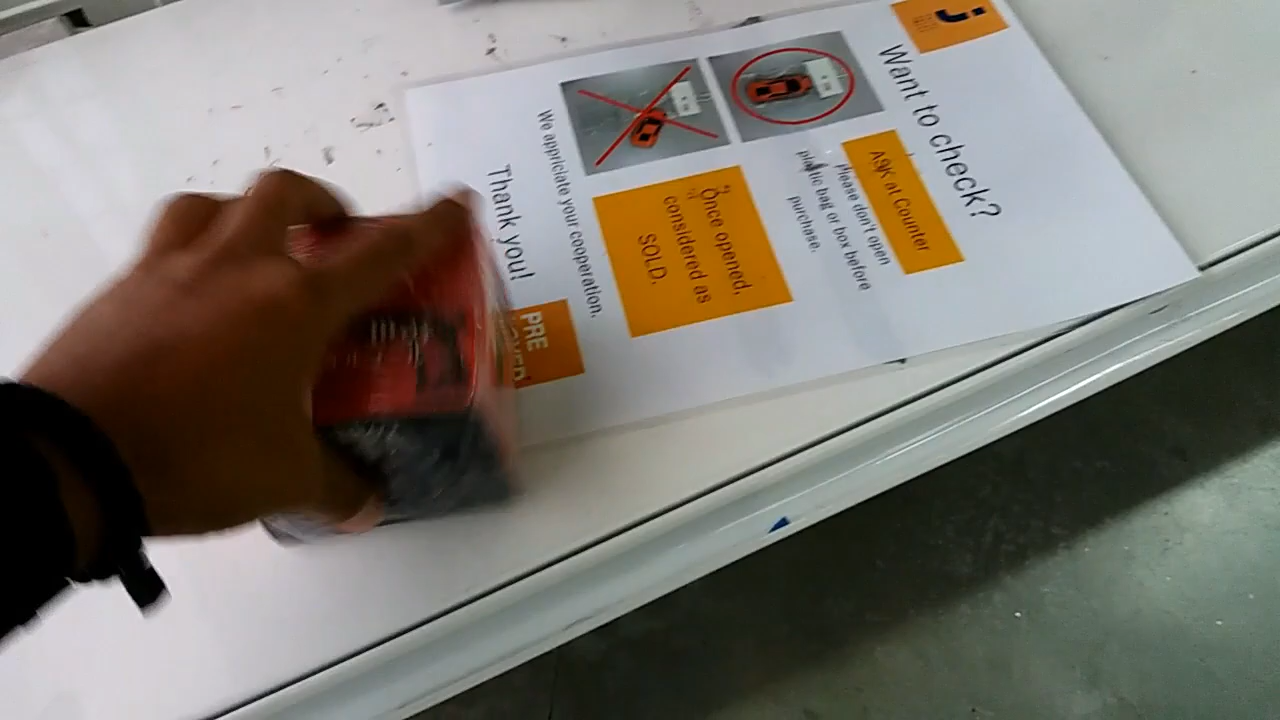 Want to check?
ASK at Counter
Please don't open
plastic bag or box before
purchase.
"Once opened,
considered as
SOLD.
We appriciate your cooperation.
Thank you!
PRE